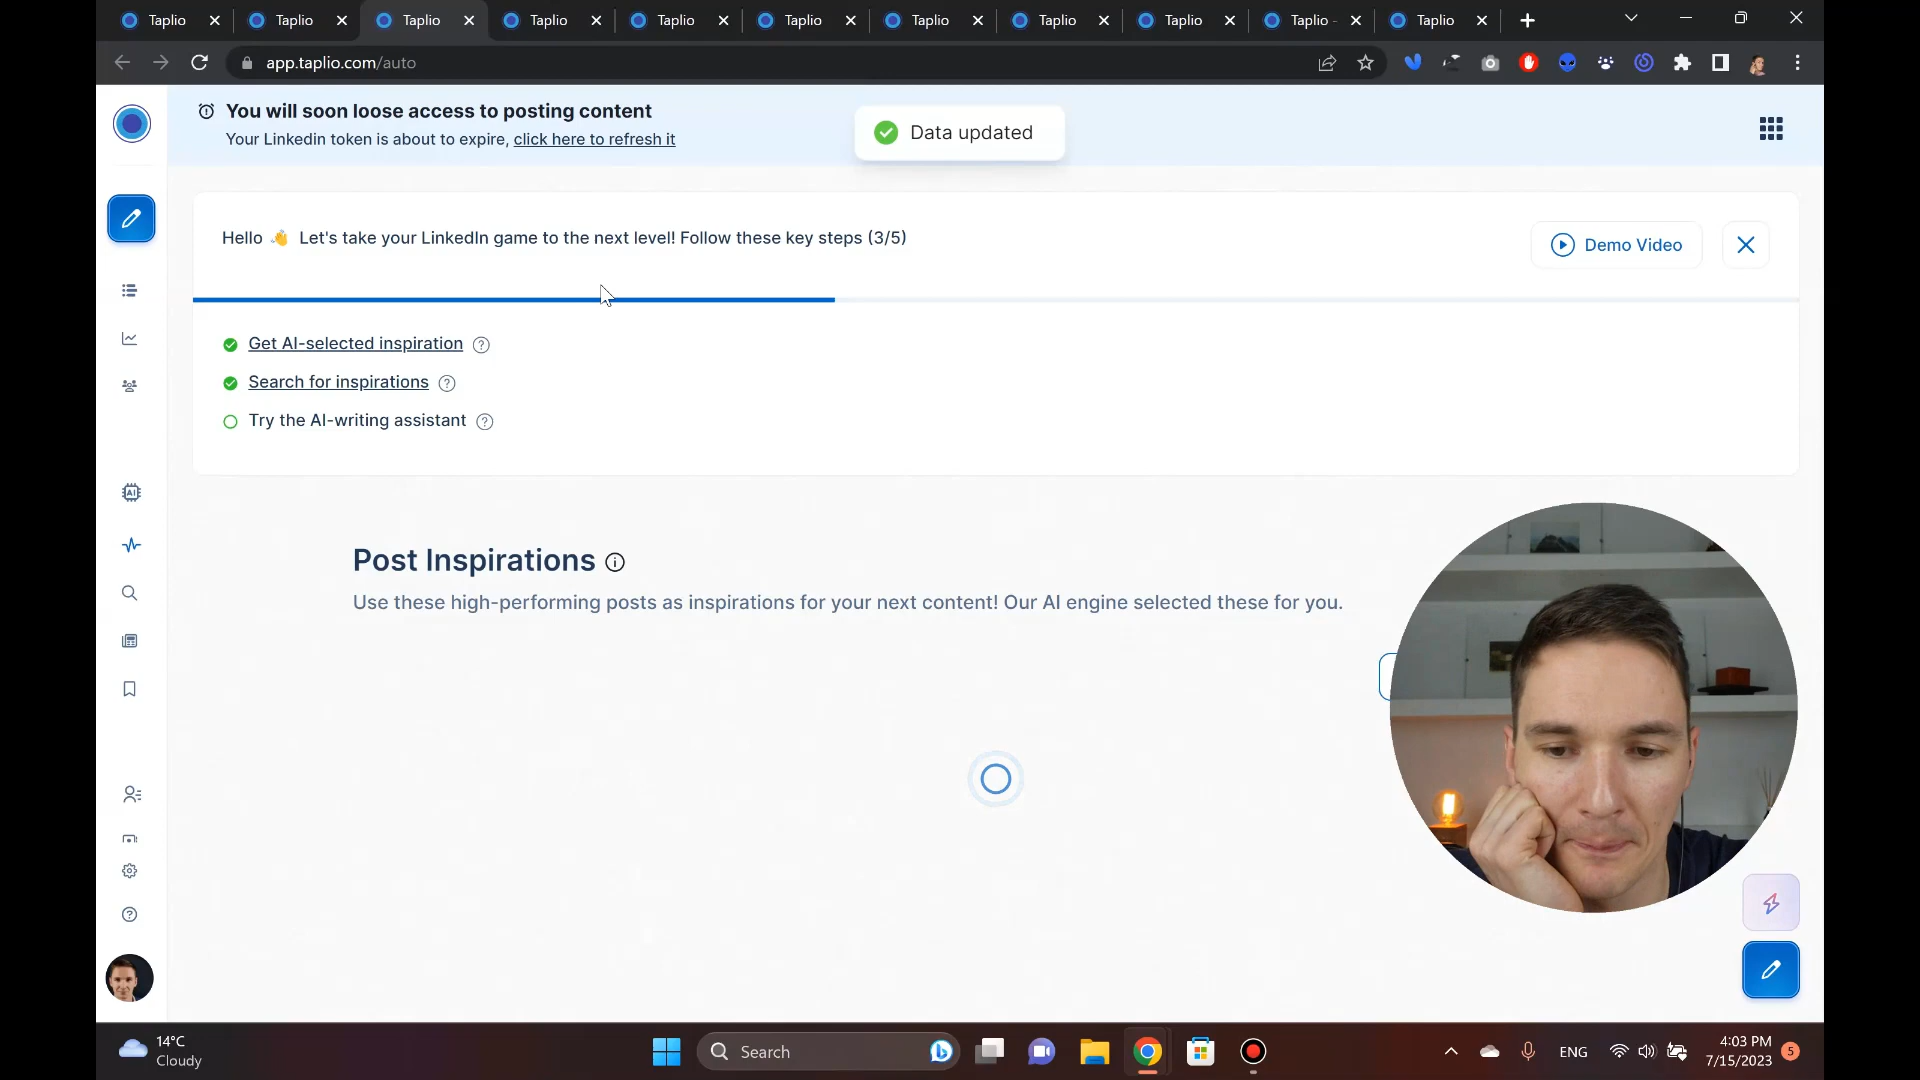 Taplio
Taplio
Taplio
Taplio
Taplio
Taplio
Taplio
Taplio
Taplio
Taplio -
Taplio
app.taplio.com/auto
You will soon loose access to posting content
Your Linkedin token is about to expire, click here to refresh it
Data updated
Hello 👋 Let's take your LinkedIn game to the next level! Follow these key steps (3/5)
Demo Video
Get AI-selected inspiration
Search for inspirations
Try the AI-writing assistant
AI
Post Inspirations
Use these high-performing posts as inspirations for your next content! Our AI engine selected these for you.
14°C
Cloudy
Search
ENG
4:03 PM
7/15/2023
5